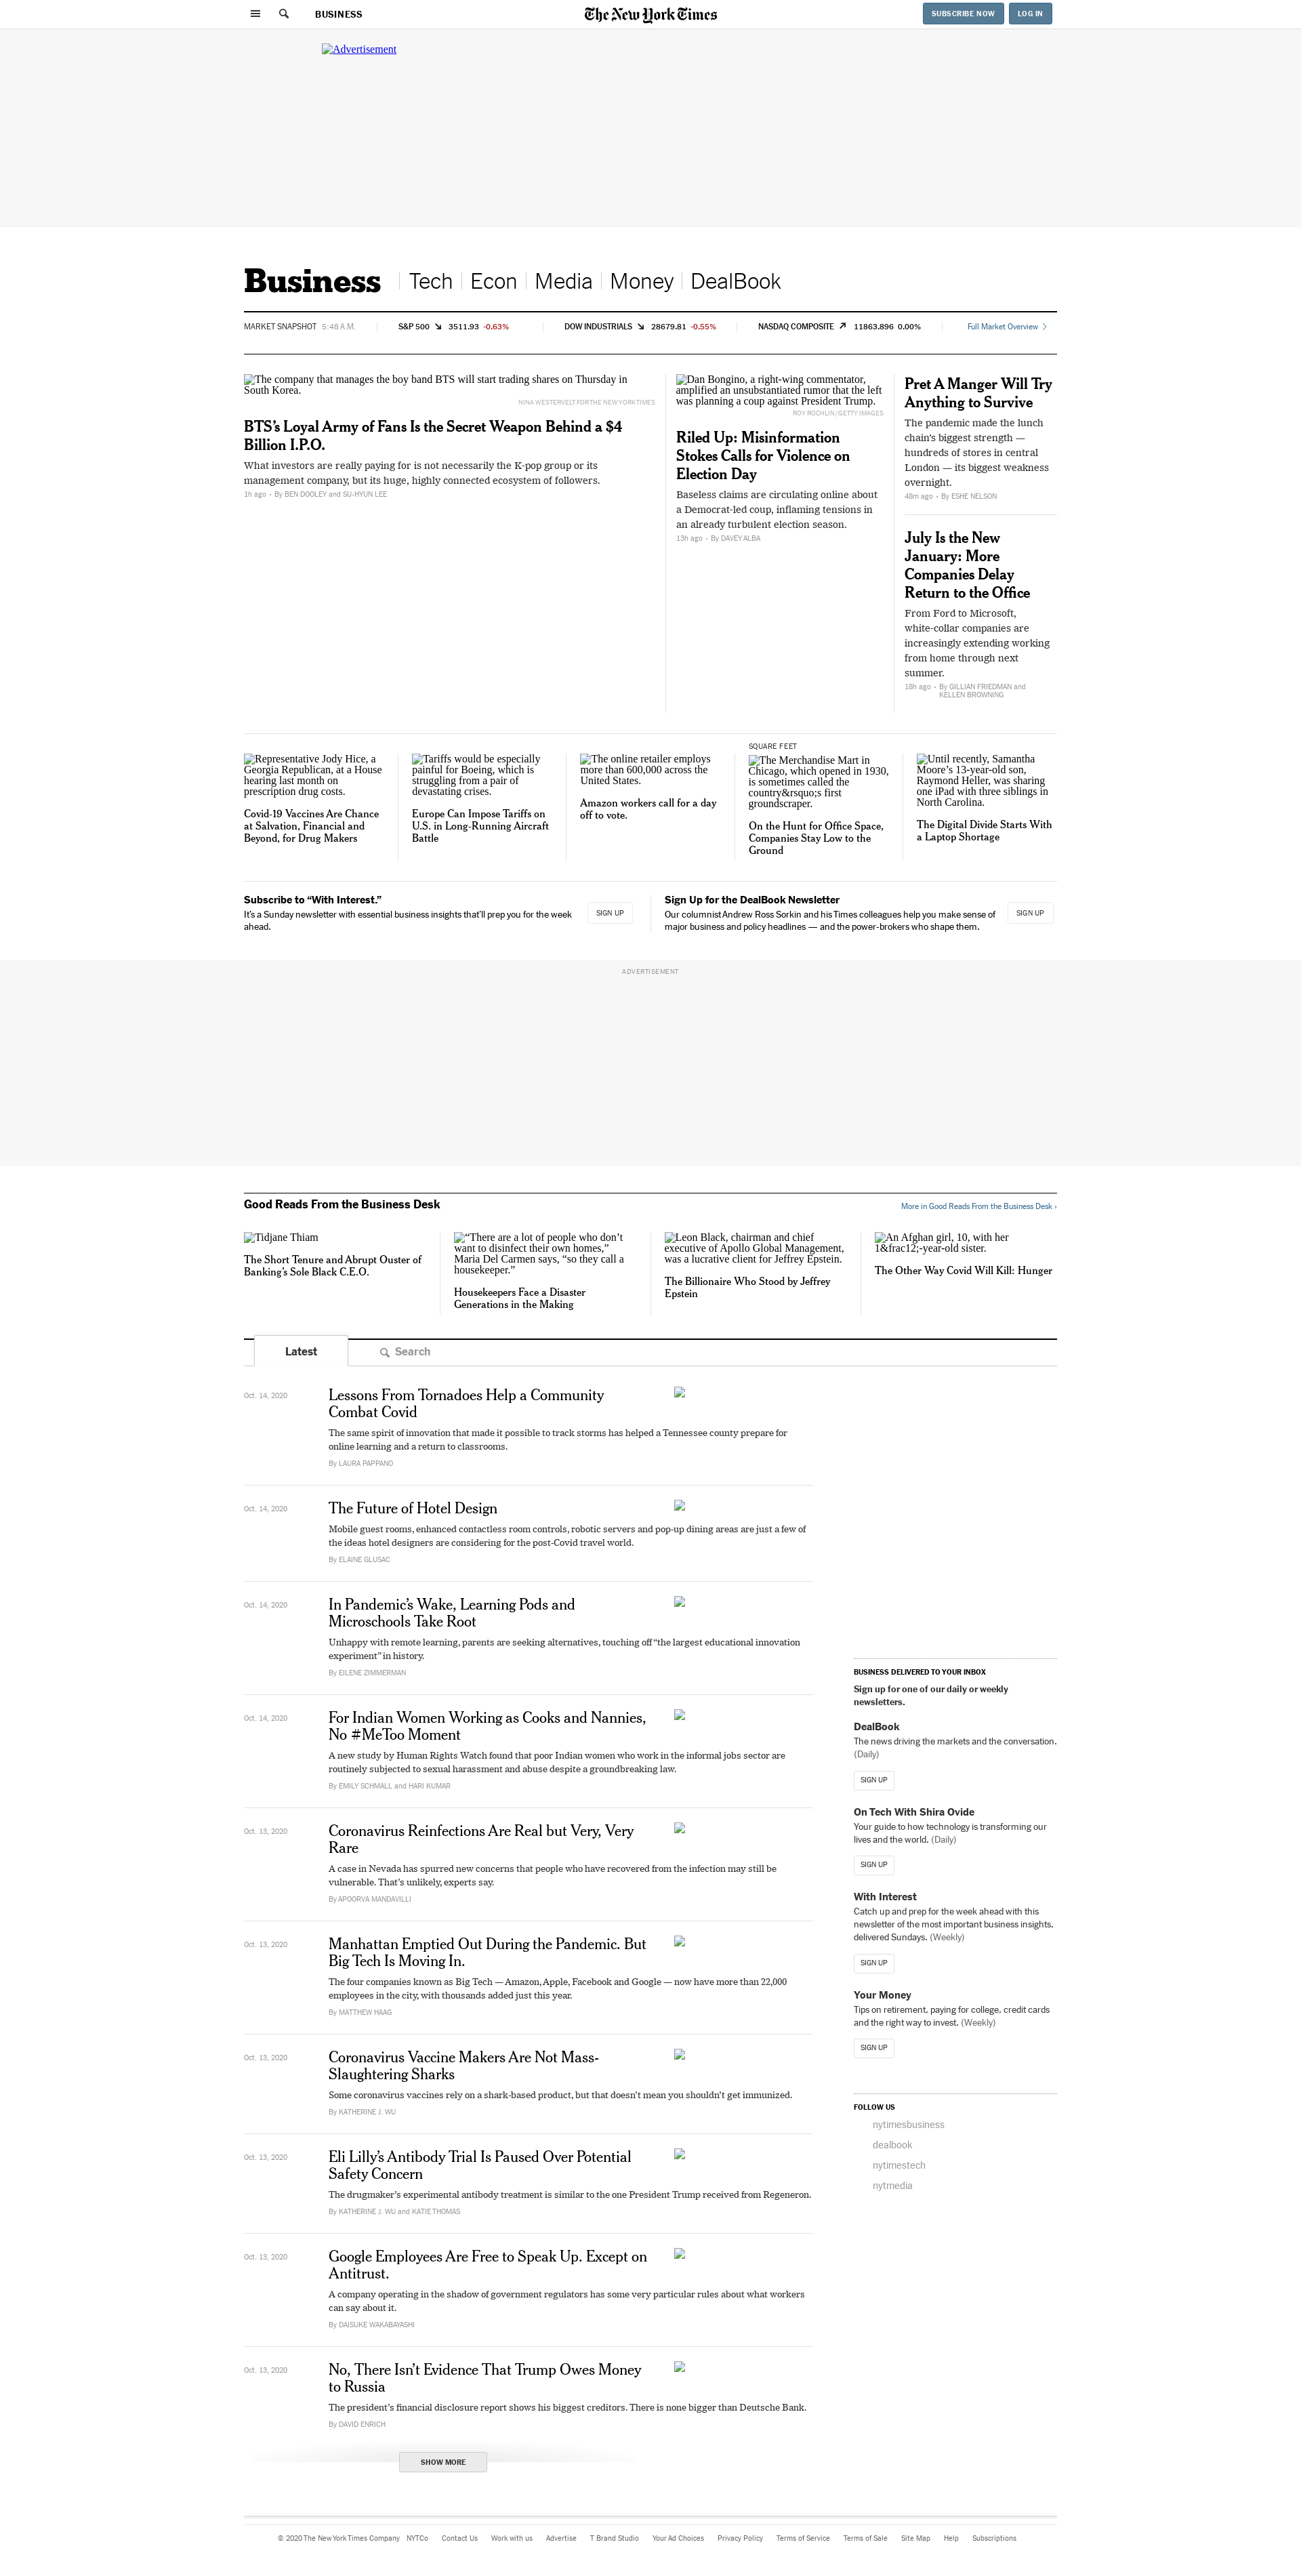 BUSINESS
The New York Times
SUBSCRIBE NOW
LOG IN
Advertisement
Business
Tech
Econ
Media
Money
DealBook
MARKET SNAPSHOT 5:48 A.M.
S&P 500 3511.93 -0.63%
DOW INDUSTRIALS 28679.81 -0.55%
NASDAQ COMPOSITE 11863.896 0.00%
Full Market Overview
The company that manages the boy band BTS will start trading shares on Thursday in
South Korea.
NINA WESTERVELT FOR THE NEW YORK TIMES
BTS’s Loyal Army of Fans Is the Secret Weapon Behind a $4
Billion I.P.O.
What investors are really paying for is not necessarily the K-pop group or its
management company, but its huge, highly connected ecosystem of followers.
1h ago • By BEN DOOLEY and SU-HYUN LEE
Dan Bongino, a right-wing commentator,
amplified an unsubstantiated rumor that the left
was planning a coup against President Trump.
ROY ROCHLIN/GETTY IMAGES
Riled Up: Misinformation
Stokes Calls for Violence on
Election Day
Baseless claims are circulating online about
a Democrat-led coup, inflaming tensions in
an already turbulent election season.
13h ago • By DAVEY ALBA
Pret A Manger Will Try
Anything to Survive
The pandemic made the lunch
chain’s biggest strength —
hundreds of stores in central
London — its biggest weakness
overnight.
48m ago • By ESHE NELSON
July Is the New
January: More
Companies Delay
Return to the Office
From Ford to Microsoft,
white-collar companies are
increasingly extending working
from home through next
summer.
18h ago • By GILLIAN FRIEDMAN and
KELLEN BROWNING
Representative Jody Hice, a
Georgia Republican, at a House
hearing last month on
prescription drug costs.
Covid-19 Vaccines Are Chance
at Salvation, Financial and
Beyond, for Drug Makers
Tariffs would be especially
painful for Boeing, which is
struggling from a pair of
devastating crises.
Europe Can Impose Tariffs on
U.S. in Long-Running Aircraft
Battle
The online retailer employs
more than 600,000 across the
United States.
Amazon workers call for a day
off to vote.
SQUARE FEET
The Merchandise Mart in
Chicago, which opened in 1930,
is sometimes called the
country&rsquo;s first
groundscraper.
On the Hunt for Office Space,
Companies Stay Low to the
Ground
Until recently, Samantha
Moore’s 13-year-old son,
Raymond Heller, was sharing
one iPad with three siblings in
North Carolina.
The Digital Divide Starts With
a Laptop Shortage
Subscribe to “With Interest.”
It’s a Sunday newsletter with essential business insights that’ll prep you for the week
ahead.
SIGN UP
Sign Up for the DealBook Newsletter
Our columnist Andrew Ross Sorkin and his Times colleagues help you make sense of
major business and policy headlines — and the power-brokers who shape them.
SIGN UP
ADVERTISEMENT
Good Reads From the Business Desk
More in Good Reads From the Business Desk ›
Tidjane Thiam
The Short Tenure and Abrupt Ouster of
Banking’s Sole Black C.E.O.
“There are a lot of people who don’t
want to disinfect their own homes,”
Maria Del Carmen says, “so they call a
housekeeper.”
Housekeepers Face a Disaster
Generations in the Making
Leon Black, chairman and chief
executive of Apollo Global Management,
was a lucrative client for Jeffrey Epstein.
The Billionaire Who Stood by Jeffrey
Epstein
An Afghan girl, 10, with her
1&frac12;-year-old sister.
The Other Way Covid Will Kill: Hunger
Latest
Search
Oct. 14, 2020
Lessons From Tornadoes Help a Community
Combat Covid
The same spirit of innovation that made it possible to track storms has helped a Tennessee county prepare for
online learning and a return to classrooms.
By LAURA PAPPANO
Oct. 14, 2020
The Future of Hotel Design
Mobile guest rooms, enhanced contactless room controls, robotic servers and pop-up dining areas are just a few of
the ideas hotel designers are considering for the post-Covid travel world.
By ELAINE GLUSAC
Oct. 14, 2020
In Pandemic’s Wake, Learning Pods and
Microschools Take Root
Unhappy with remote learning, parents are seeking alternatives, touching off “the largest educational innovation
experiment” in history.
By EILENE ZIMMERMAN
Oct. 14, 2020
For Indian Women Working as Cooks and Nannies,
No #MeToo Moment
A new study by Human Rights Watch found that poor Indian women who work in the informal jobs sector are
routinely subjected to sexual harassment and abuse despite a groundbreaking law.
By EMILY SCHMALL and HARI KUMAR
Oct. 13, 2020
Coronavirus Reinfections Are Real but Very, Very
Rare
A case in Nevada has spurred new concerns that people who have recovered from the infection may still be
vulnerable. That’s unlikely, experts say.
By APOORVA MANDAVILLI
Oct. 13, 2020
Manhattan Emptied Out During the Pandemic. But
Big Tech Is Moving In.
The four companies known as Big Tech — Amazon, Apple, Facebook and Google — now have more than 22,000
employees in the city, with thousands added just this year.
By MATTHEW HAAG
Oct. 13, 2020
Coronavirus Vaccine Makers Are Not Mass-
Slaughtering Sharks
Some coronavirus vaccines rely on a shark-based product, but that doesn’t mean you shouldn’t get immunized.
By KATHERINE J. WU
Oct. 13, 2020
Eli Lilly’s Antibody Trial Is Paused Over Potential
Safety Concern
The drugmaker’s experimental antibody treatment is similar to the one President Trump received from Regeneron.
By KATHERINE J. WU and KATIE THOMAS
Oct. 13, 2020
Google Employees Are Free to Speak Up. Except on
Antitrust.
A company operating in the shadow of government regulators has some very particular rules about what workers
can say about it.
By DAISUKE WAKABAYASHI
Oct. 13, 2020
No, There Isn’t Evidence That Trump Owes Money
to Russia
The president’s financial disclosure report shows his biggest creditors. There is none bigger than Deutsche Bank.
By DAVID ENRICH
SHOW MORE
BUSINESS DELIVERED TO YOUR INBOX
Sign up for one of our daily or weekly
newsletters.
DealBook
The news driving the markets and the conversation.
(Daily)
SIGN UP
On Tech With Shira Ovide
Your guide to how technology is transforming our
lives and the world. (Daily)
SIGN UP
With Interest
Catch up and prep for the week ahead with this
newsletter of the most important business insights,
delivered Sundays. (Weekly)
SIGN UP
Your Money
Tips on retirement, paying for college, credit cards
and the right way to invest. (Weekly)
SIGN UP
FOLLOW US
nytimesbusiness
dealbook
nytimestech
nytmedia
© 2020 The New York Times Company NYTCo Contact Us Work with us Advertise T Brand Studio Your Ad Choices Privacy Policy Terms of Service Terms of Sale Site Map Help Subscriptions